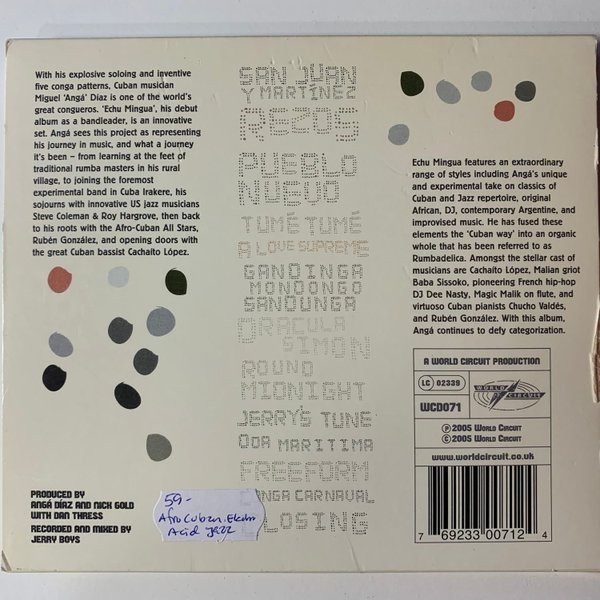 With his explosive soloing and inventive
five conga patterns, Cuban musician
Miguel 'Angá' Díaz is one of the world's
great congueros. 'Echu Mingua', his debut
album as a bandleader, is an innovative
set. Angá sees this project as representing
his journey in music, and what a journey
it's been – from learning at the feet of
traditional rumba masters in his rural
village, to joining the foremost
experimental band in Cuba Irakere, his
sojourns with innovative US jazz musicians
Steve Coleman & Roy Hargrove, then back
to his roots with the Afro-Cuban All Stars,
Rubén González, and opening doors with
the great Cuban bassist Cachaíto López.
SAN JUAN
Y MARTÍNEZ
REZOS
PUEBLO
NUEVO
TUMÉ TUMÉ
A LOVE SUPREME
GANDINGA
MONDONGO
SANDUNGA
DRACULA
SIMON
ROUND
MIDNIGHT
JERRY'S TUNE
ODA MARITIMA
FREEFORM
CONGA CARNAVAL
CLOSING
Echu Mingua features an extraordinary
range of styles including Angá's unique
and experimental take on classics of
Cuban and Jazz repertoire, original
African, DJ, contemporary Argentine, and
improvised music. He has fused these
elements the 'Cuban way' into an organic
whole that has been referred to as
Rumbadelica. Amongst the stellar cast of
musicians are Cachaíto López, Malian griot
Baba Sissoko, pioneering French hip-hop
DJ Dee Nasty, Magic Malik on flute, and
virtuoso Cuban pianists Chucho Valdés,
and Rubén González. With this album,
Angá continues to defy categorization.
A WORLD CIRCUIT PRODUCTION
LC 02339
WCD071
WORLD CIRCUIT
℗ 2005 WORLD CIRCUIT
© 2005 WORLD CIRCUIT
www.worldcircuit.co.uk
7 69233 00712 4
PRODUCED BY
ANGÁ DÍAZ AND NICK GOLD
WITH DAN THRESS
RECORDED AND MIXED BY
JERRY BOYS
59-
Afro Cuban. Elektro
Acid Jazz